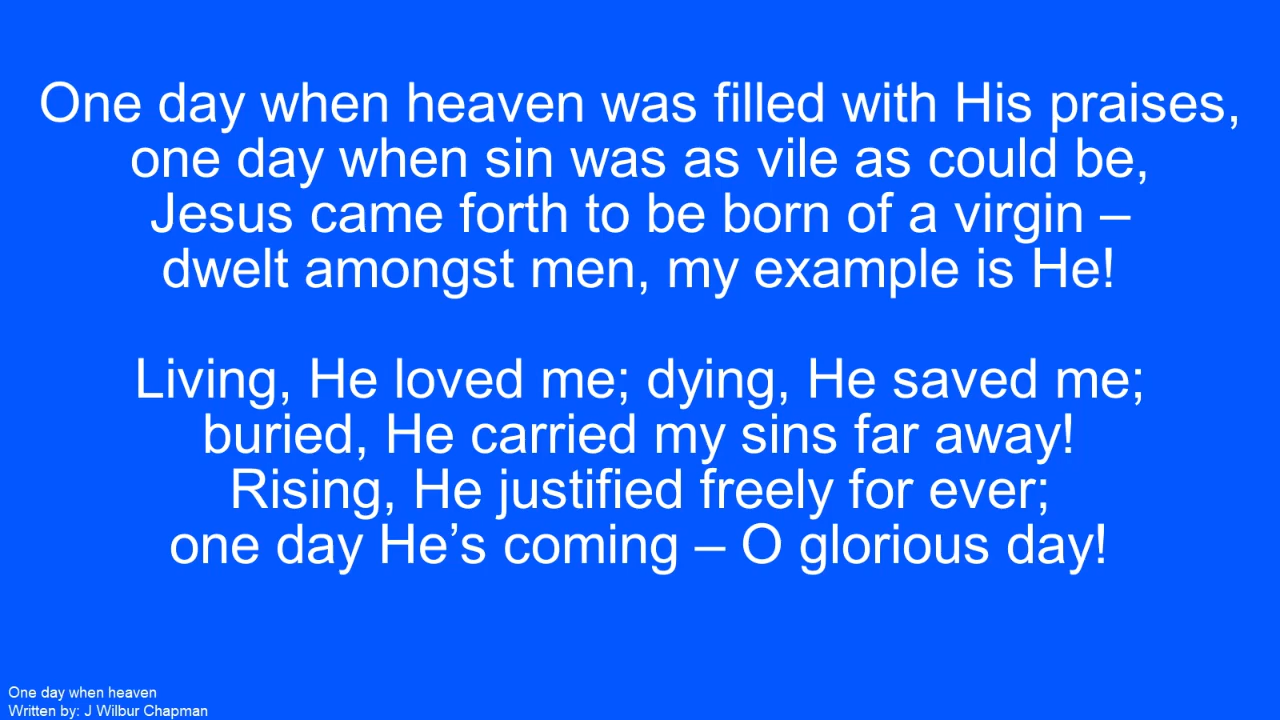 One day when heaven was filled with His praises,
one day when sin was as vile as could be,
Jesus came forth to be born of a virgin –
dwelt amongst men, my example is He!
Living, He loved me; dying, He saved me;
buried, He carried my sins far away!
Rising, He justified freely for ever;
one day He’s coming – O glorious day!
One day when heaven
Written by: J Wilbur Chapman